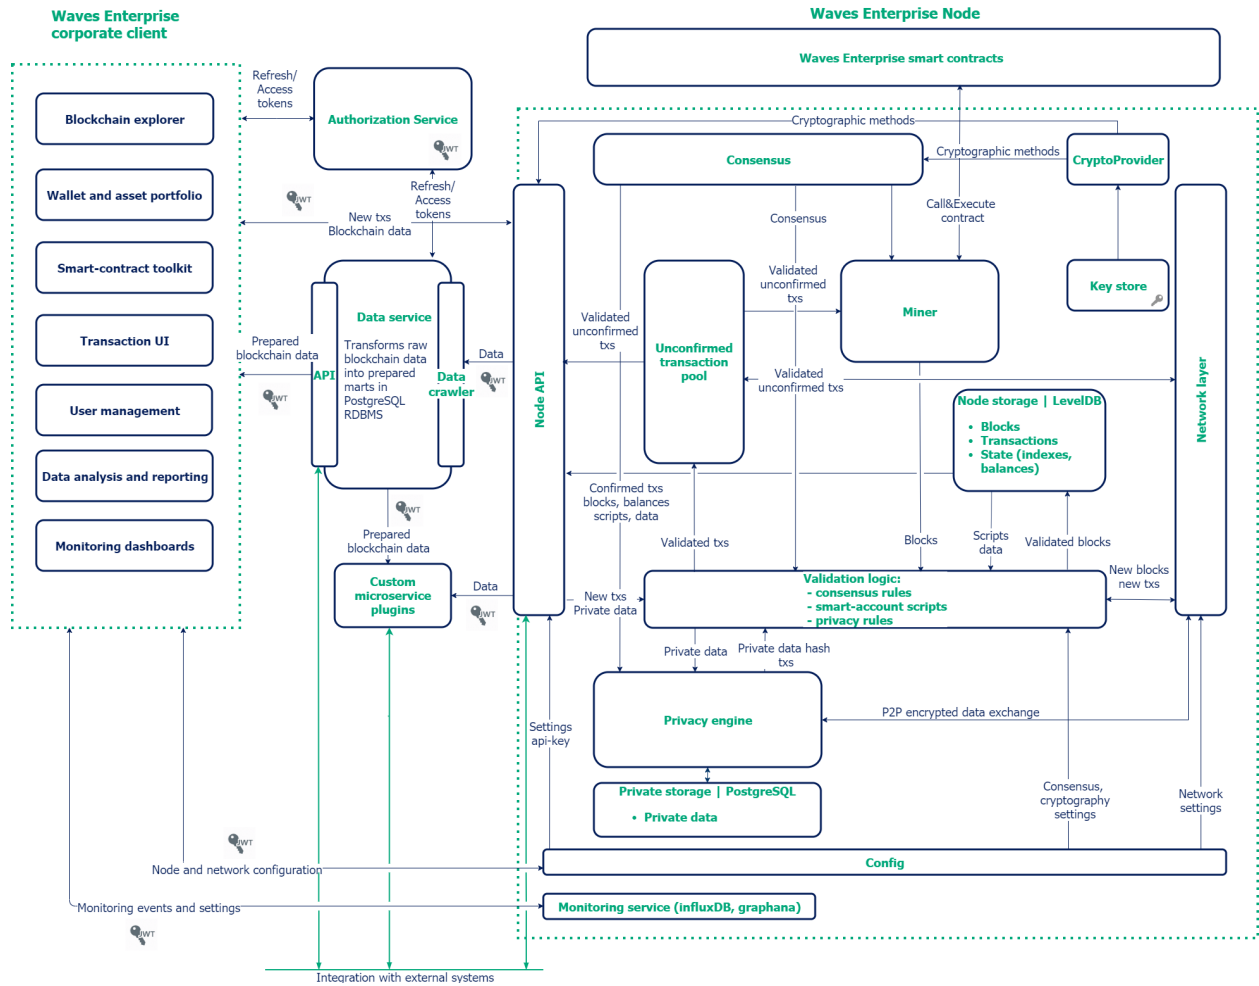 Waves Enterprise
corporate client
Waves Enterprise Node
Waves Enterprise smart contracts
Blockchain explorer
Wallet and asset portfolio
Smart-contract toolkit
Transaction UI
User management
Data analysis and reporting
Monitoring dashboards
Refresh/
Access
tokens
Authorization Service
JWT
Refresh/
Access
tokens
JWT
New txs
Blockchain data
Data service
Transforms raw
blockchain data
into prepared
marts in
PostgreSQL
RDBMS
API
Data
crawler
Prepared
blockchain data
JWT
Data
JWT
JWT
Prepared
blockchain data
Custom
microservice
plugins
Data
JWT
Node API
Cryptographic methods
Consensus
Cryptographic methods
CryptoProvider
Key store
Consensus
Call&Execute
contract
Validated
unconfirmed
txs
Miner
Validated
unconfirmed
txs
Unconfirmed
transaction
pool
Validated
unconfirmed txs
Network layer
Node storage | LevelDB
• Blocks
• Transactions
• State (indexes,
balances)
Confirmed txs
blocks, balances
scripts, data
Validated txs
Blocks
Scripts
data
Validated blocks
New txs
Private data
Validation logic:
- consensus rules
- smart-account scripts
- privacy rules
New blocks
new txs
Private data
Private data hash
txs
Privacy engine
P2P encrypted data exchange
Settings
api-key
Private storage | PostgreSQL
• Private data
Consensus,
cryptography
settings
Network
settings
Config
JWT
Node and network configuration
Monitoring service (influxDB, graphana)
Monitoring events and settings
JWT
Integration with external systems